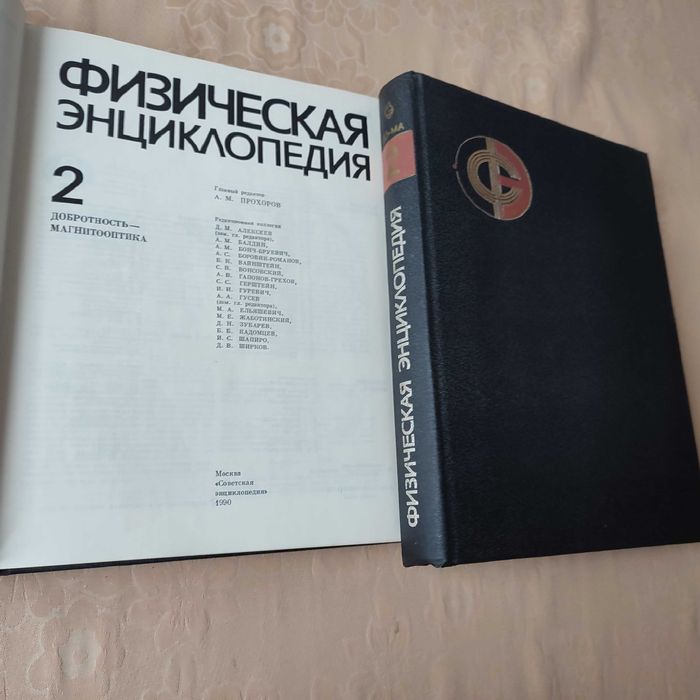 ФИЗИЧЕСКАЯ
ЭНЦИКЛОПЕДИЯ
2
ДОБРОТНОСТЬ—
МАГНИТООПТИКА
Главный редактор
А. М. ПРОХОРОВ
Редакционная коллегия
Д. М. АЛЕКСЕЕВ
(зам. гл. редактора),
А. М. БАЛДИН,
А. М. БОНЧ-БРУЕВИЧ,
А. С. БОРОВИК-РОМАНОВ,
Б. К. ВАЙНШТЕЙН,
С. В. ВОНСОВСКИЙ,
А. В. ГАПОНОВ-ГРЕХОВ,
С. С. ГЕРШТЕЙН,
И. И. ГУРЕВИЧ,
А. А. ГУСЕВ
(зам. гл. редактора),
М. А. ЕЛЬЯШЕВИЧ,
М. Е. ЖАБОТИНСКИЙ,
Д. Н. ЗУБАРЕВ,
Б. Б. КАДОМЦЕВ,
И. С. ШАПИРО,
Д. В. ШИРКОВ
Москва
«Советская
энциклопедия»
1990
2
ФИЗИЧЕСКАЯ ЭНЦИКЛОПЕДИЯ